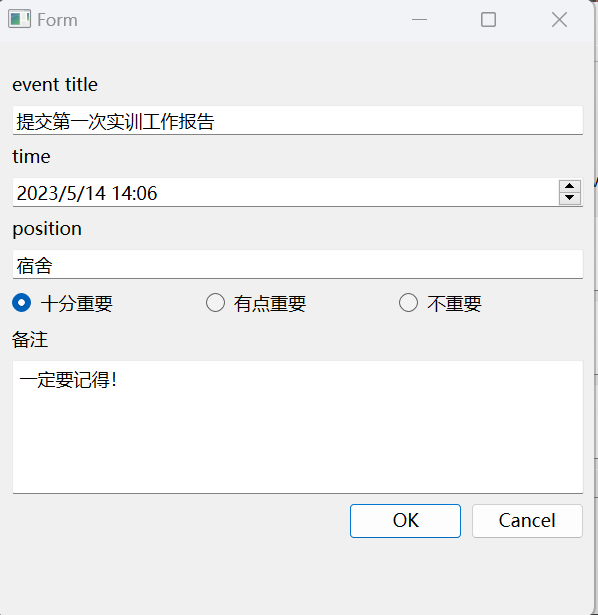 Form
event title
提交第一次实训工作报告
time
2023/5/14 14:06
position
宿舍
十分重要 有点重要 不重要
备注
一定要记得！
OK Cancel